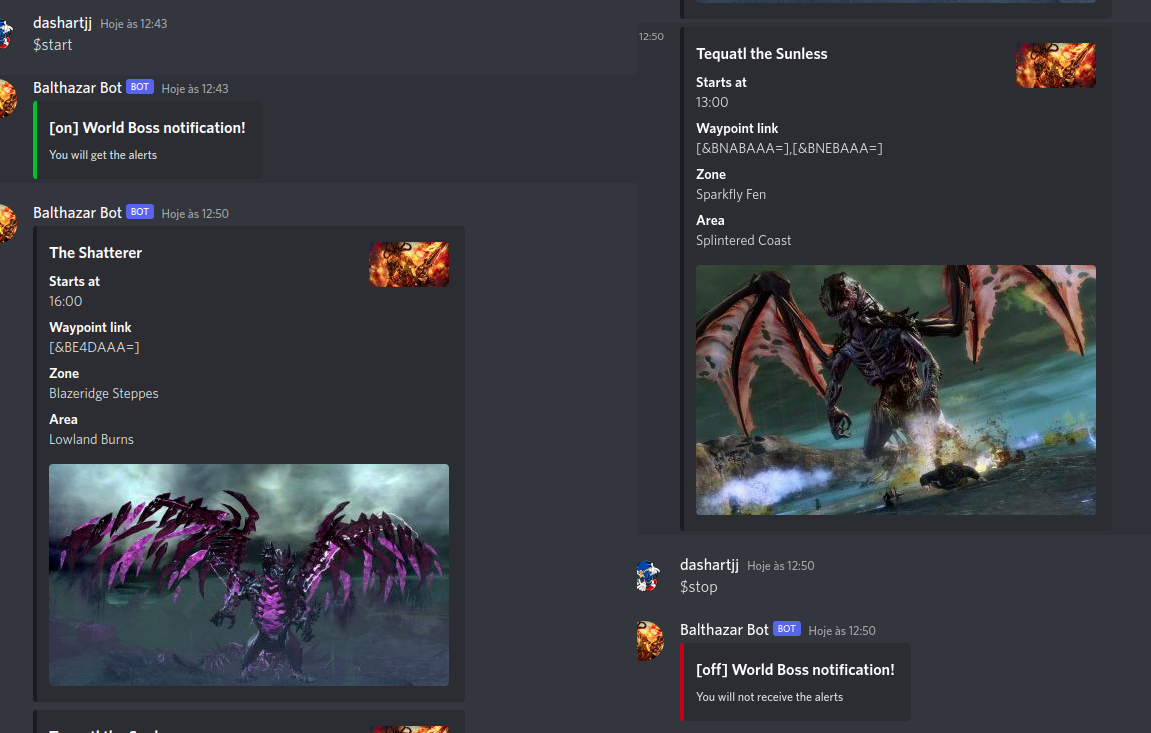 dashartjj Hoje às 12:43
$start
Balthazar Bot BOT Hoje às 12:43
[on] World Boss notification!
You will get the alerts
Balthazar Bot BOT Hoje às 12:50
The Shatterer
Starts at
16:00
Waypoint link
[&BE4DAAA=]
Zone
Blazeridge Steppes
Area
Lowland Burns
12:50
Tequatl the Sunless
Starts at
13:00
Waypoint link
[&BNABAAA=],[&BNEBAAA=]
Zone
Sparkfly Fen
Area
Splintered Coast
dashartjj Hoje às 12:50
$stop
Balthazar Bot BOT Hoje às 12:50
[off] World Boss notification!
You will not receive the alerts